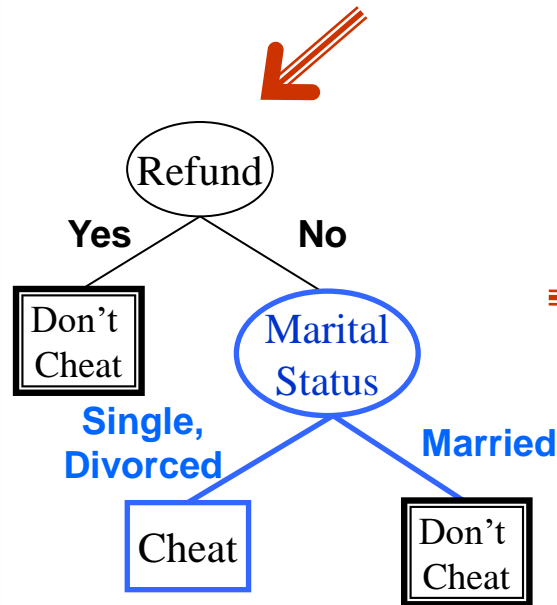 Refund
Yes
No
Don’t
Cheat
Marital
Status
Single,
Divorced
Married
Cheat
Don’t
Cheat